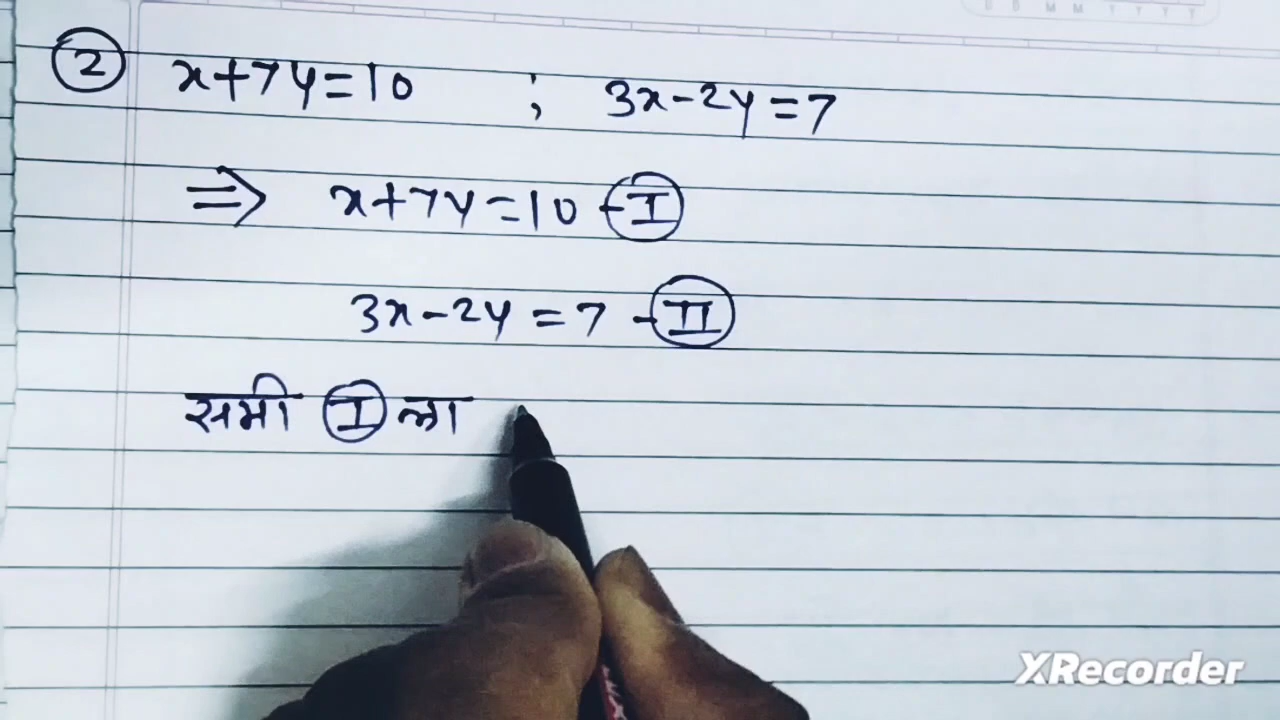 ② x+7y=10 ; 3x-2y=7
⇒ x+7y=10 -Ⓘ
3x-2y=7 -(II)
समी Ⓘ ला
XRecorder